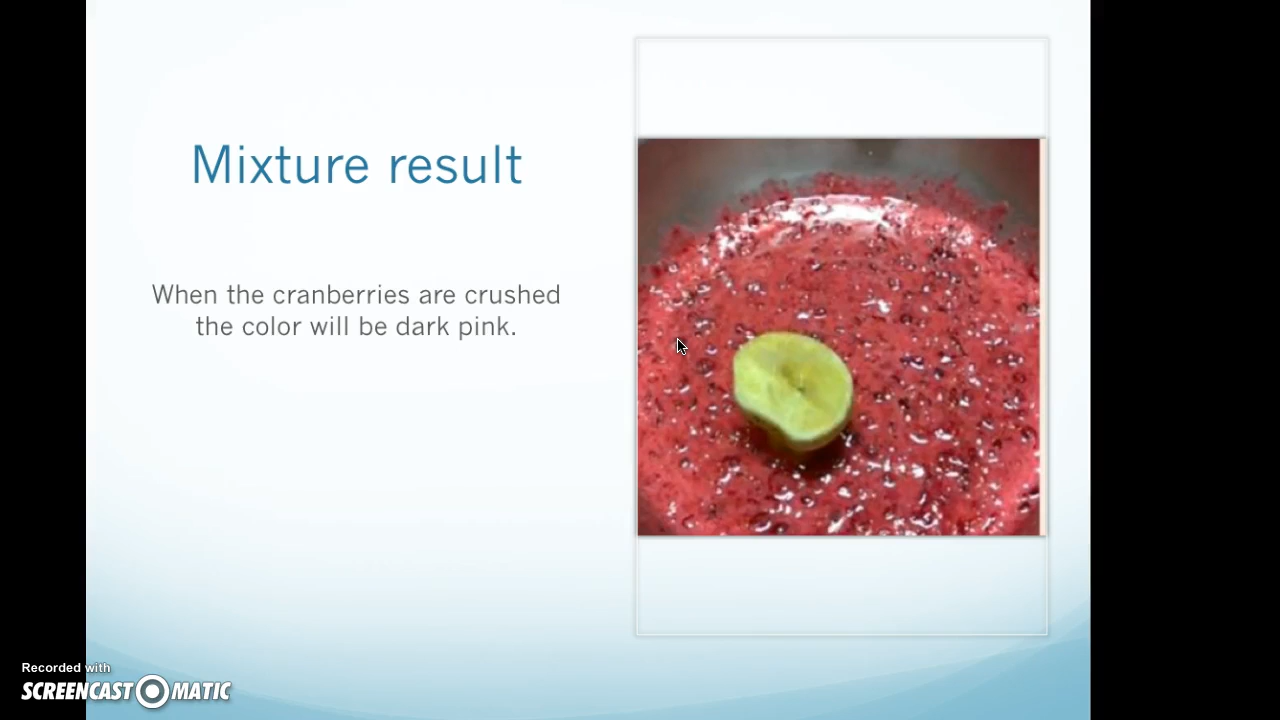 Mixture result
When the cranberries are crushed
the color will be dark pink.
Recorded with
SCREENCAST MATIC